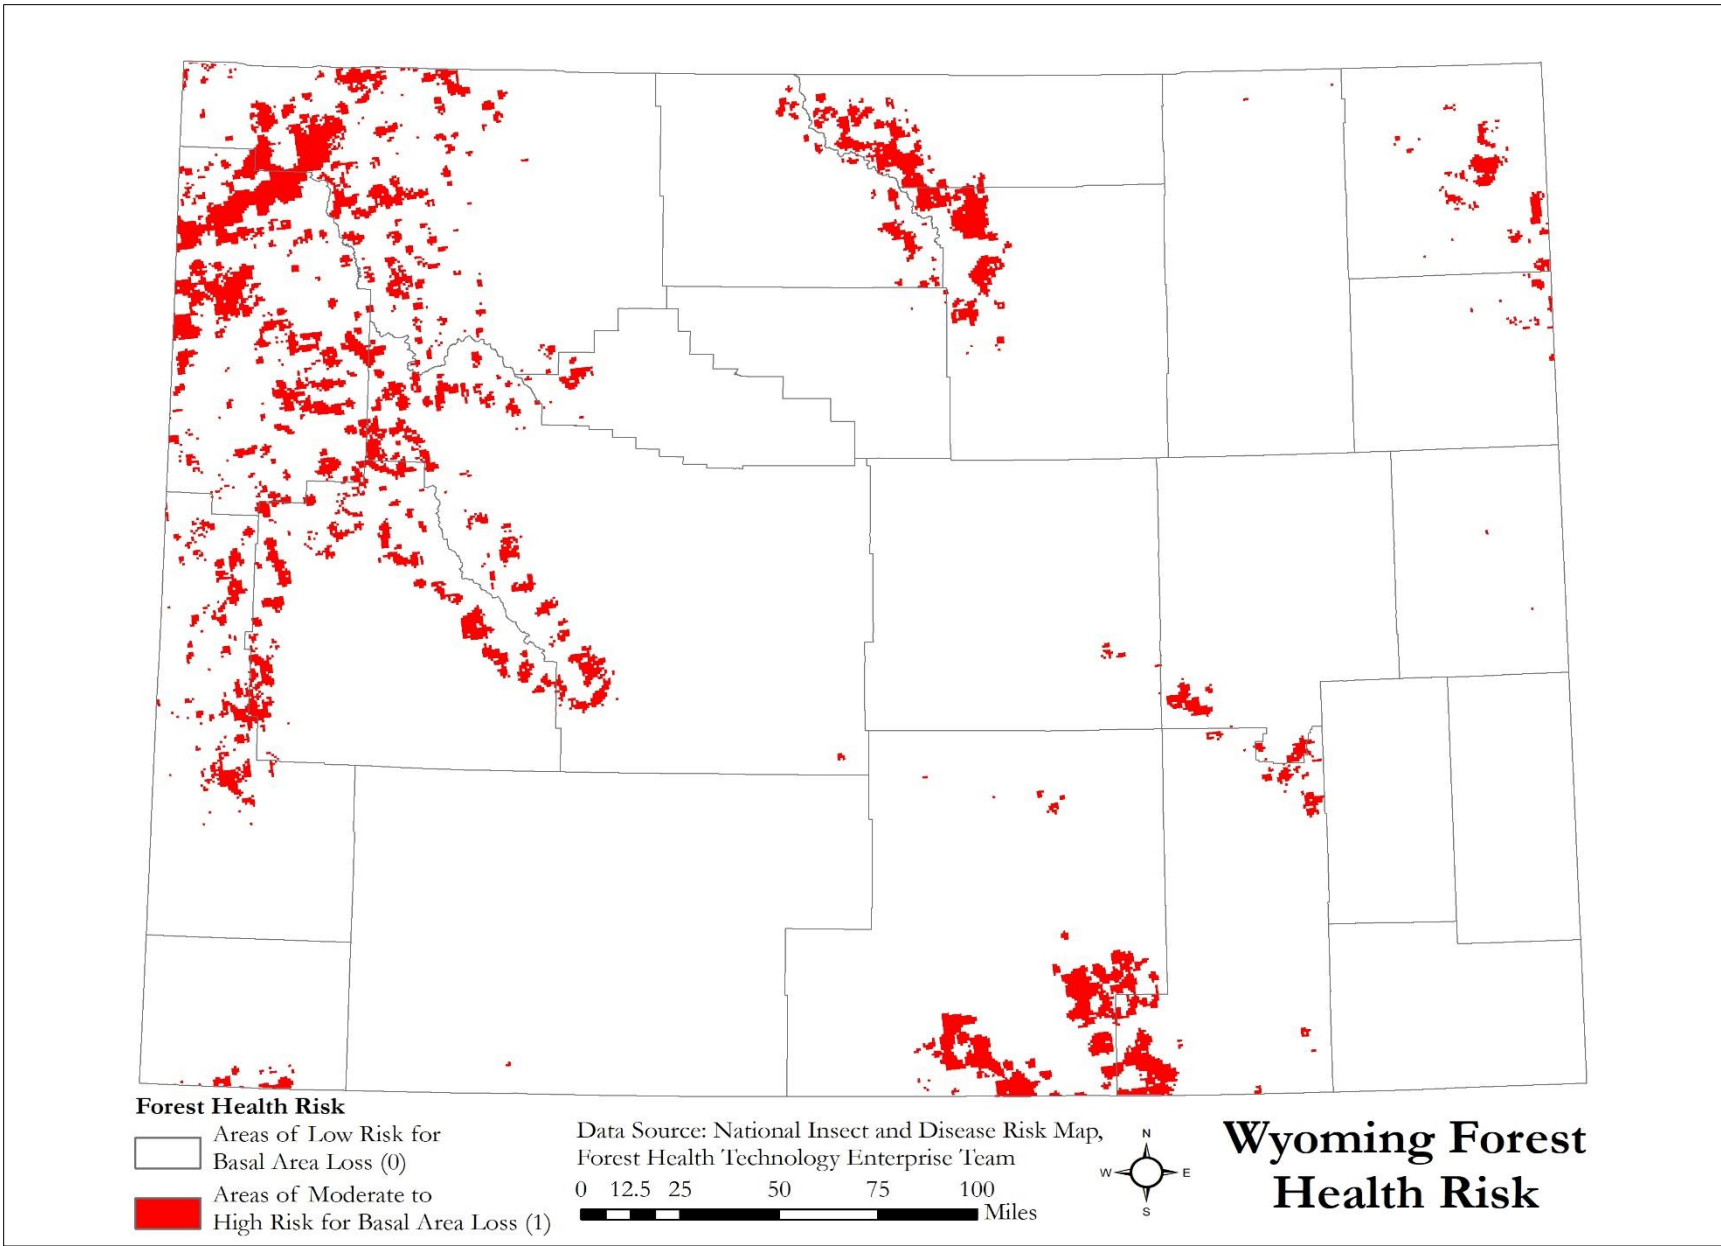 Forest Health Risk
Areas of Low Risk for
Basal Area Loss (0)
Areas of Moderate to
High Risk for Basal Area Loss (1)
Data Source: National Insect and Disease Risk Map,
Forest Health Technology Enterprise Team
0 12.5 25 50 75 100
Miles
N
W E
S
Wyoming Forest
Health Risk